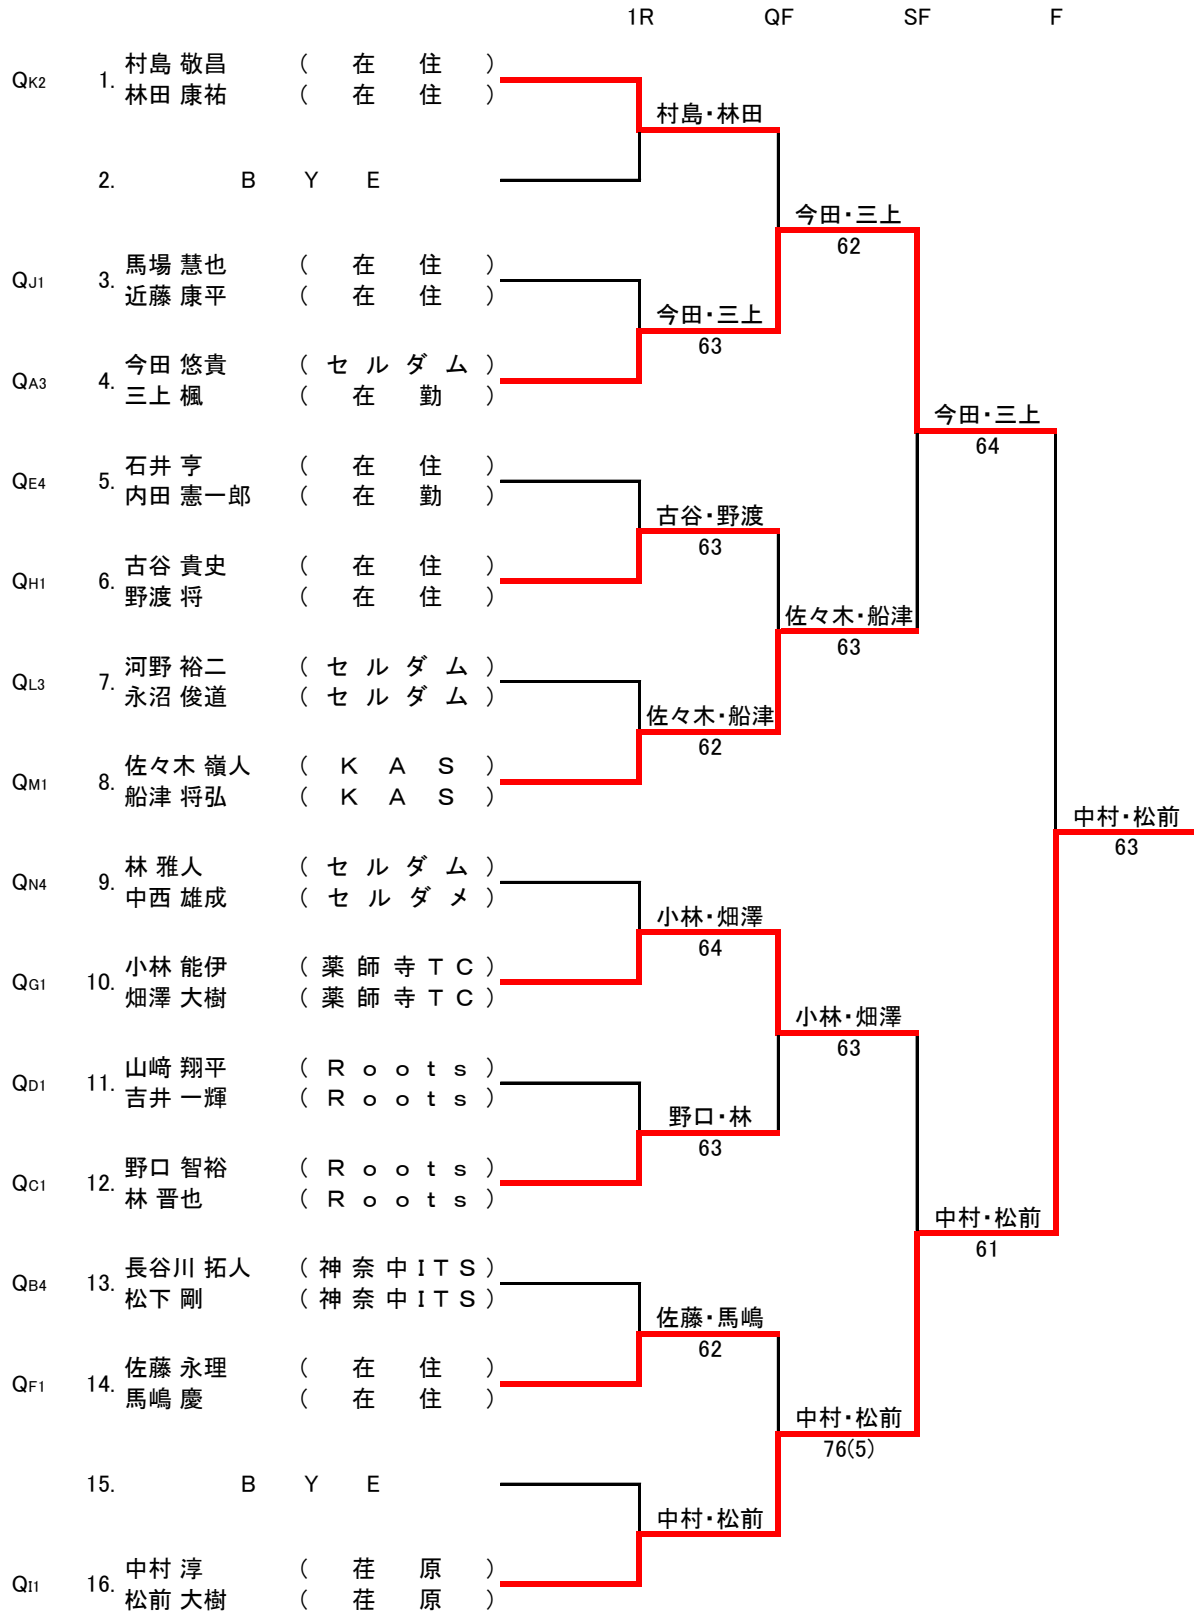 1R QF SF F
QK2 1. 村島 敬昌 ( 在 住 )
林田 康祐 ( 在 住 )
村島・林田
2. B Y E
今田・三上
62
QJ1 3. 馬場 慧也 ( 在 住 )
近藤 康平 ( 在 住 )
今田・三上
63
QA3 4. 今田 悠貴 ( セ ル ダ ム )
三上 楓 ( 在 勤 )
今田・三上
64
QE4 5. 石井 亨 ( 在 住 )
内田 憲一郎 ( 在 勤 )
古谷・野渡
63
QH1 6. 古谷 貴史 ( 在 住 )
野渡 将 ( 在 住 )
佐々木・船津
63
QL3 7. 河野 裕二 ( セ ル ダ ム )
永沼 俊道 ( セ ル ダ ム )
佐々木・船津
62
QM1 8. 佐々木 嶺人 ( K A S )
船津 将弘 ( K A S )
中村・松前
63
QN4 9. 林 雅人 ( セ ル ダ ム )
中西 雄成 ( セ ル ダ メ )
小林・畑澤
64
QG1 10. 小林 能伊 ( 薬 師 寺 T C )
畑澤 大樹 ( 薬 師 寺 T C )
小林・畑澤
63
QD1 11. 山﨑 翔平 ( R o o t s )
吉井 一輝 ( R o o t s )
野口・林
63
QC1 12. 野口 智裕 ( R o o t s )
林 晋也 ( R o o t s )
中村・松前
61
QB4 13. 長谷川 拓人 ( 神 奈 中 I T S )
松下 剛 ( 神 奈 中 I T S )
佐藤・馬嶋
62
QF1 14. 佐藤 永理 ( 在 住 )
馬嶋 慶 ( 在 住 )
中村・松前
76(5)
15. B Y E
中村・松前
QI1 16. 中村 淳 ( 荏 原 )
松前 大樹 ( 荏 原 )